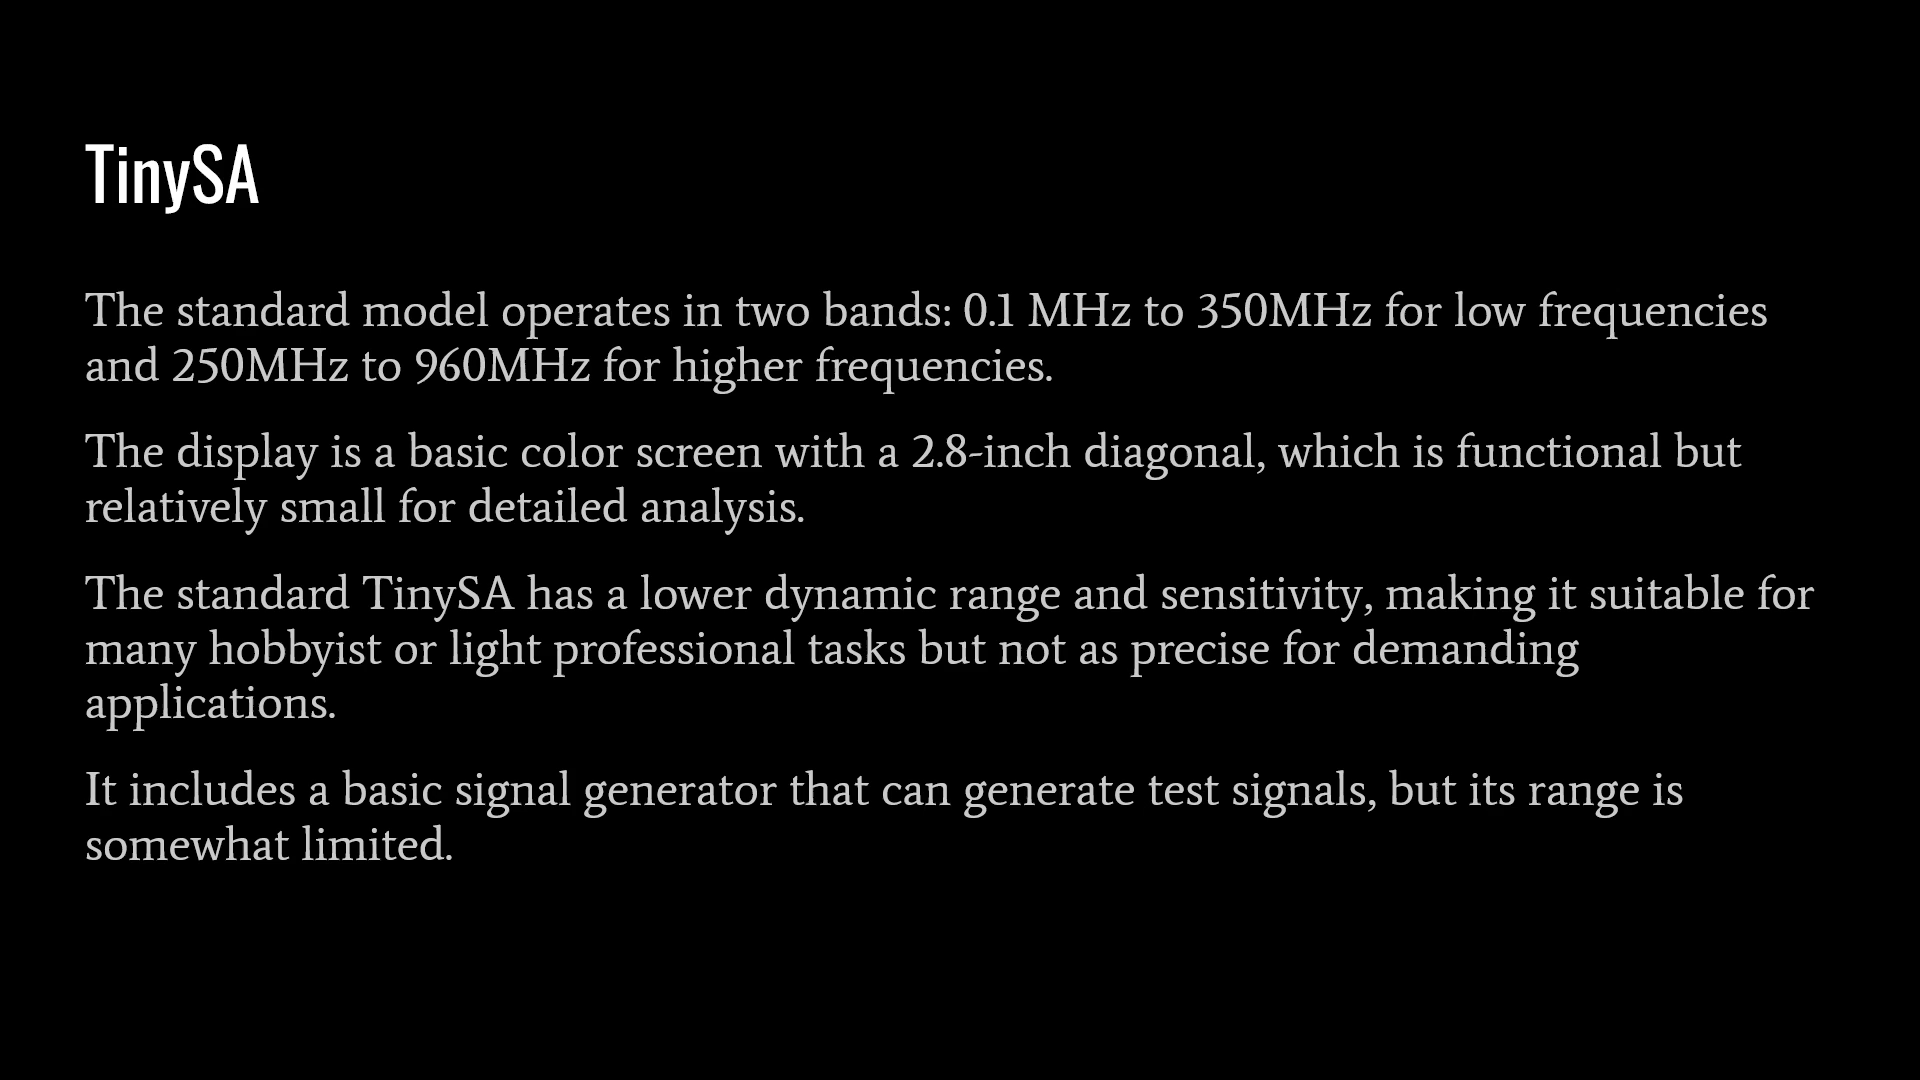 TinySA
The standard model operates in two bands: 0.1 MHz to 350MHz for low frequencies
and 250MHz to 960MHz for higher frequencies.
The display is a basic color screen with a 2.8-inch diagonal, which is functional but
relatively small for detailed analysis.
The standard TinySA has a lower dynamic range and sensitivity, making it suitable for
many hobbyist or light professional tasks but not as precise for demanding
applications.
It includes a basic signal generator that can generate test signals, but its range is
somewhat limited.